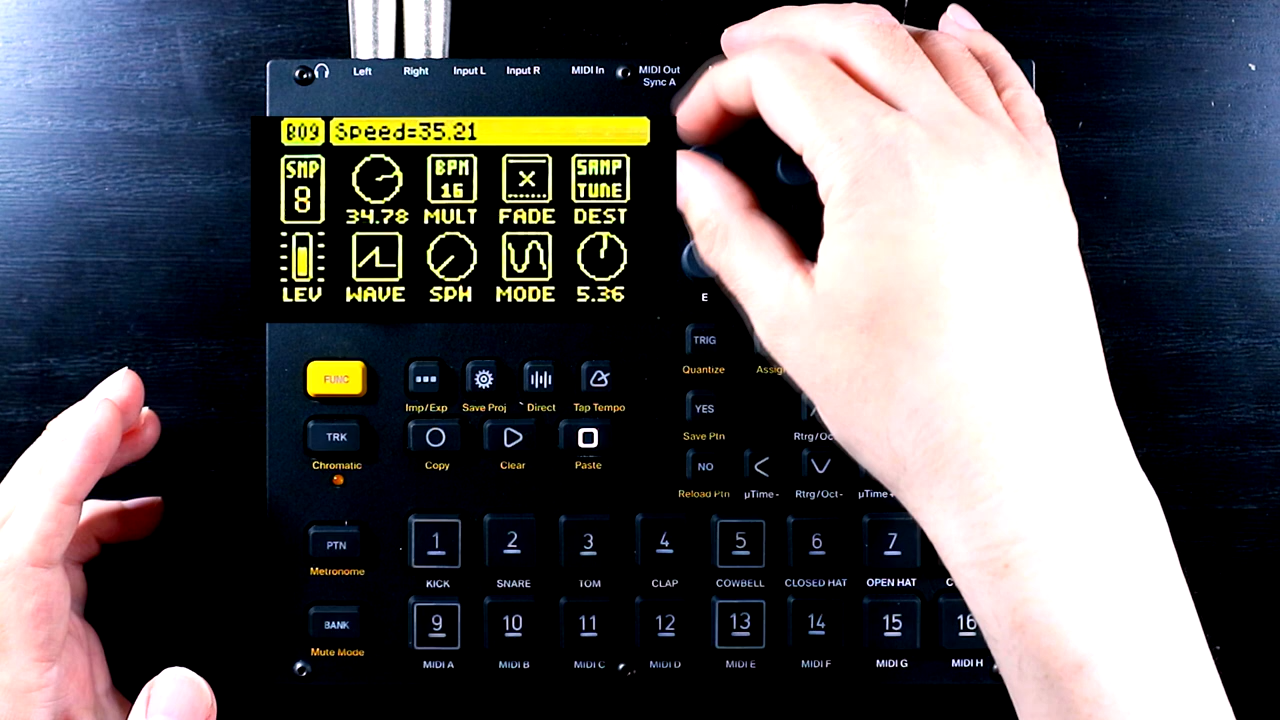 Left Right Input L Input R MIDI In MIDI Out
Sync A
B09 Speed=35.21
SMP
8
BPM
16
SAMP
TUNE
34.78 MULT FADE DEST
LEV WAVE SPH MODE 5.36
E
FUNC
TRIG
Quantize
Imp/Exp Save Proj Direct Tap Tempo
YES
TRK
Save Ptn
Chromatic Copy Clear Paste
NO
Reload Ptn µTime- Rtrg/Oct-
PTN
1 2 3 4 5 6 7
Metronome KICK SNARE TOM CLAP COWBELL CLOSED HAT OPEN HAT
BANK
9 10 11 12 13 14 15 16
Mute Mode MIDI A MIDI B MIDI C MIDI D MIDI E MIDI F MIDI G MIDI H